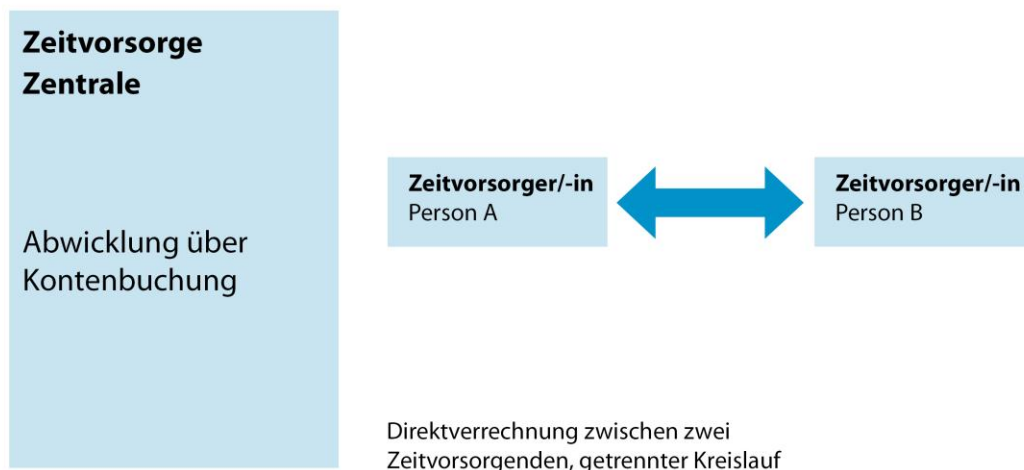 Zeitvorsorge
Zentrale
Abwicklung über
Kontenbuchung
Zeitvorsorger/-in
Person A
Zeitvorsorger/-in
Person B
Direktverrechnung zwischen zwei
Zeitvorsorgenden, getrennter Kreislauf